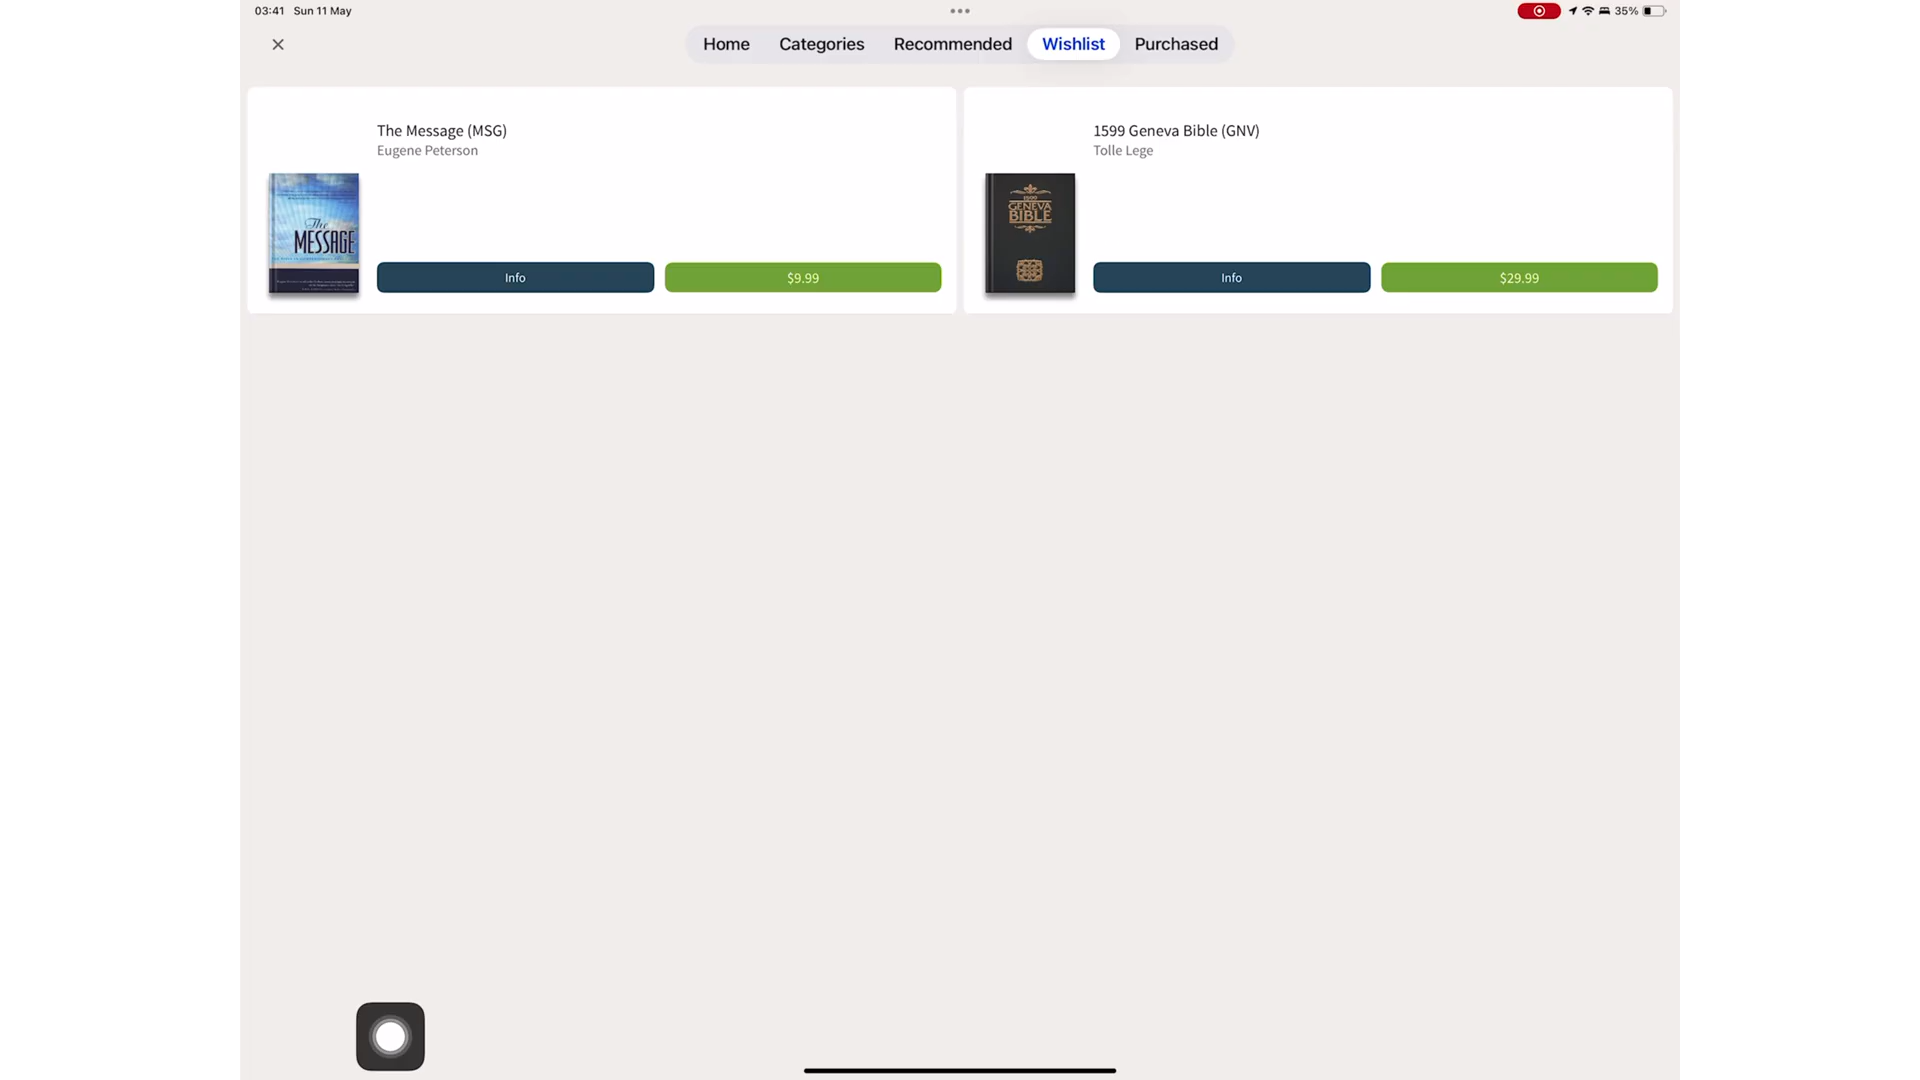 03:41 Sun 11 May
35%
Home Categories Recommended Wishlist Purchased
The Message (MSG)
Eugene Peterson
The
MESSAGE
Info
$9.99
1599 Geneva Bible (GNV)
Tolle Lege
1599
GENEVA
BIBLE
Info
$29.99